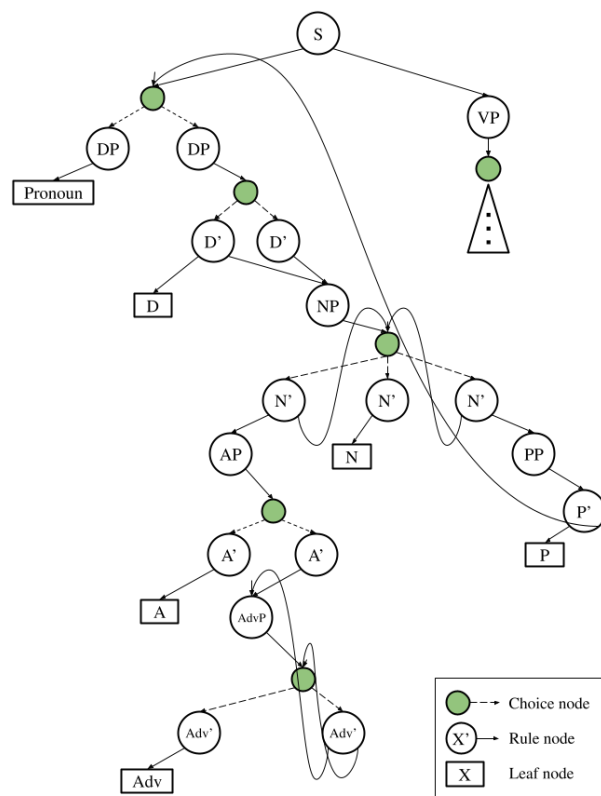 S
VP
DP
DP
Pronoun
D'
D'
D
NP
N'
N'
N'
AP
N
PP
P'
A'
A'
P
A
AdvP
Adv'
Adv'
Adv
Choice node
X' Rule node
X Leaf node